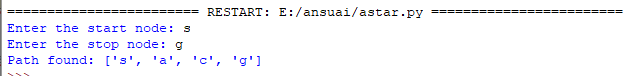 ========================= RESTART: E:/ansuai/astar.py =========================
Enter the start node: s
Enter the stop node: g
Path found: ['s', 'a', 'c', 'g']
>>>